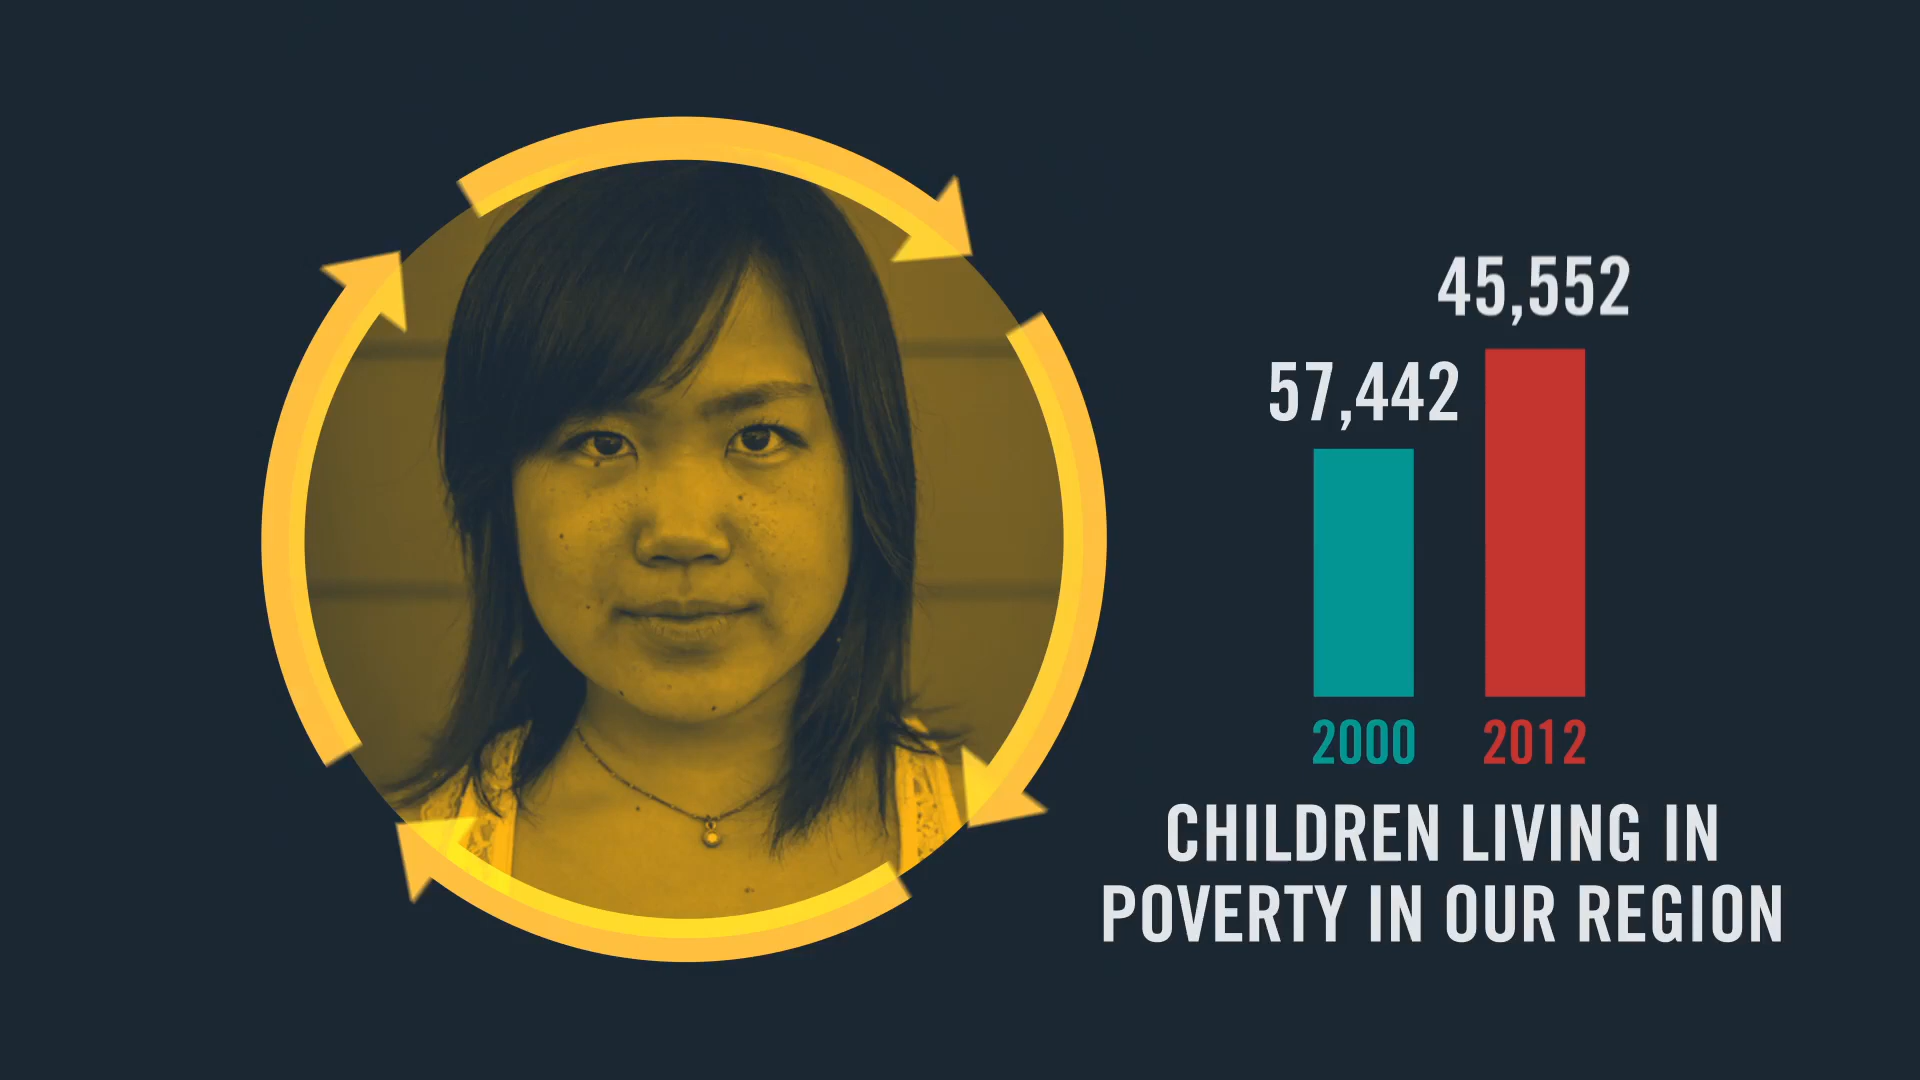 45,552
57,442
2000 2012
CHILDREN LIVING IN
POVERTY IN OUR REGION